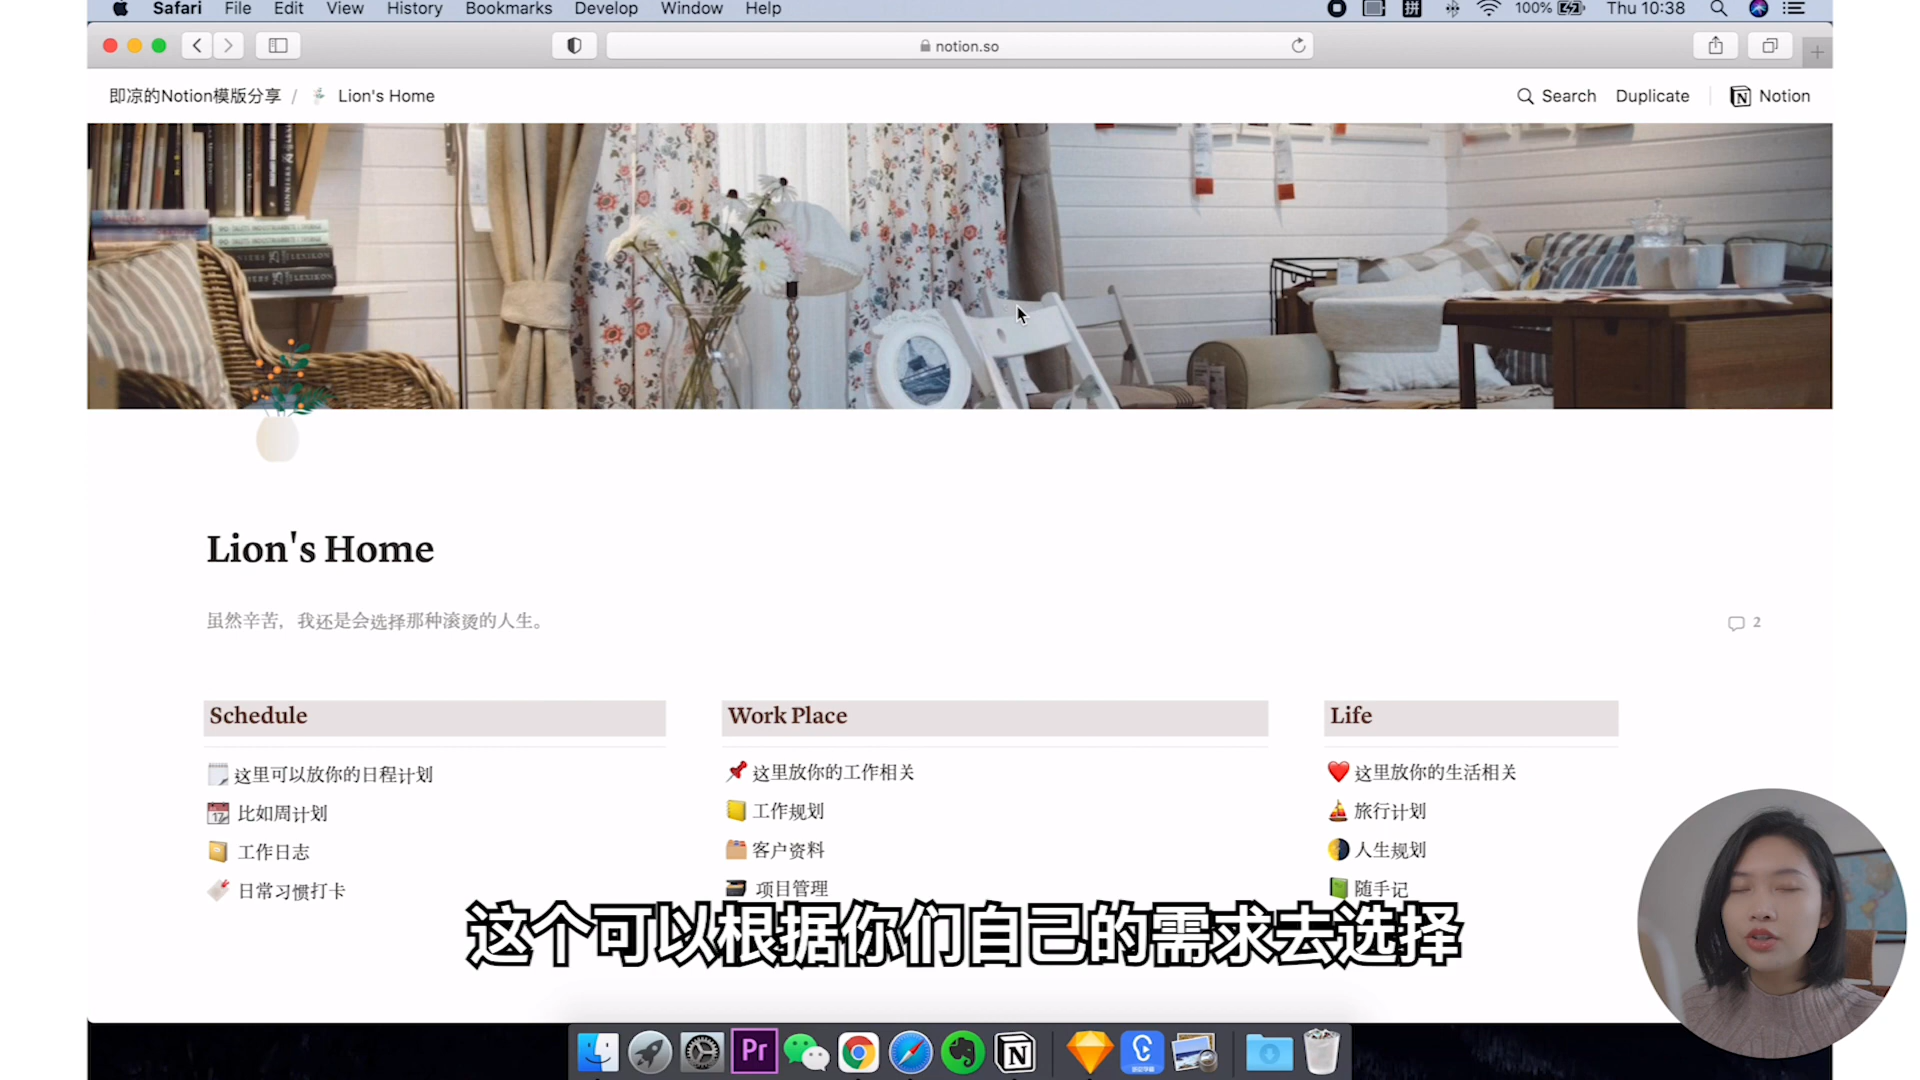 Safari File Edit View History Bookmarks Develop Window Help 拼 100% Thu 10:38
notion.so
即凉的Notion模版分享 / Lion's Home Search Duplicate Notion
Lion's Home
虽然辛苦，我还是会选择那种滚烫的人生。 2
Schedule
这里可以放你的日程计划
比如周计划
工作日志
日常习惯打卡
Work Place
这里放你的工作相关
工作规划
客户资料
项目管理
Life
这里放你的生活相关
旅行计划
人生规划
随手记
这个可以根据你们自己的需求去选择
Pr